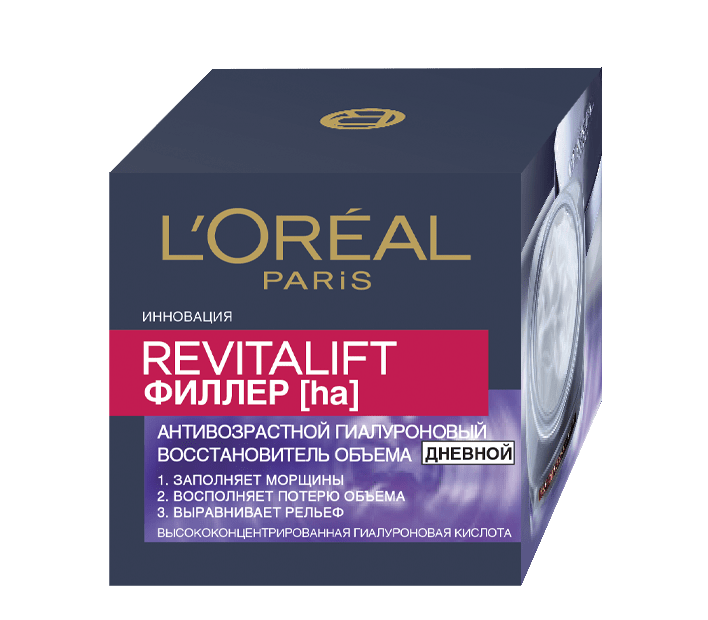 L'ORÉAL
PARiS
ИННОВАЦИЯ
REVITALIFT
ФИЛЛЕР [ha]
АНТИВОЗРАСТНОЙ ГИАЛУРОНОВЫЙ
ВОССТАНОВИТЕЛЬ ОБЪЕМА ДНЕВНОЙ
1. ЗАПОЛНЯЕТ МОРЩИНЫ
2. ВОСПОЛНЯЕТ ПОТЕРЮ ОБЪЕМА
3. ВЫРАВНИВАЕТ РЕЛЬЕФ
ВЫСОКОКОНЦЕНТРИРОВАННАЯ ГИАЛУРОНОВАЯ КИСЛОТА